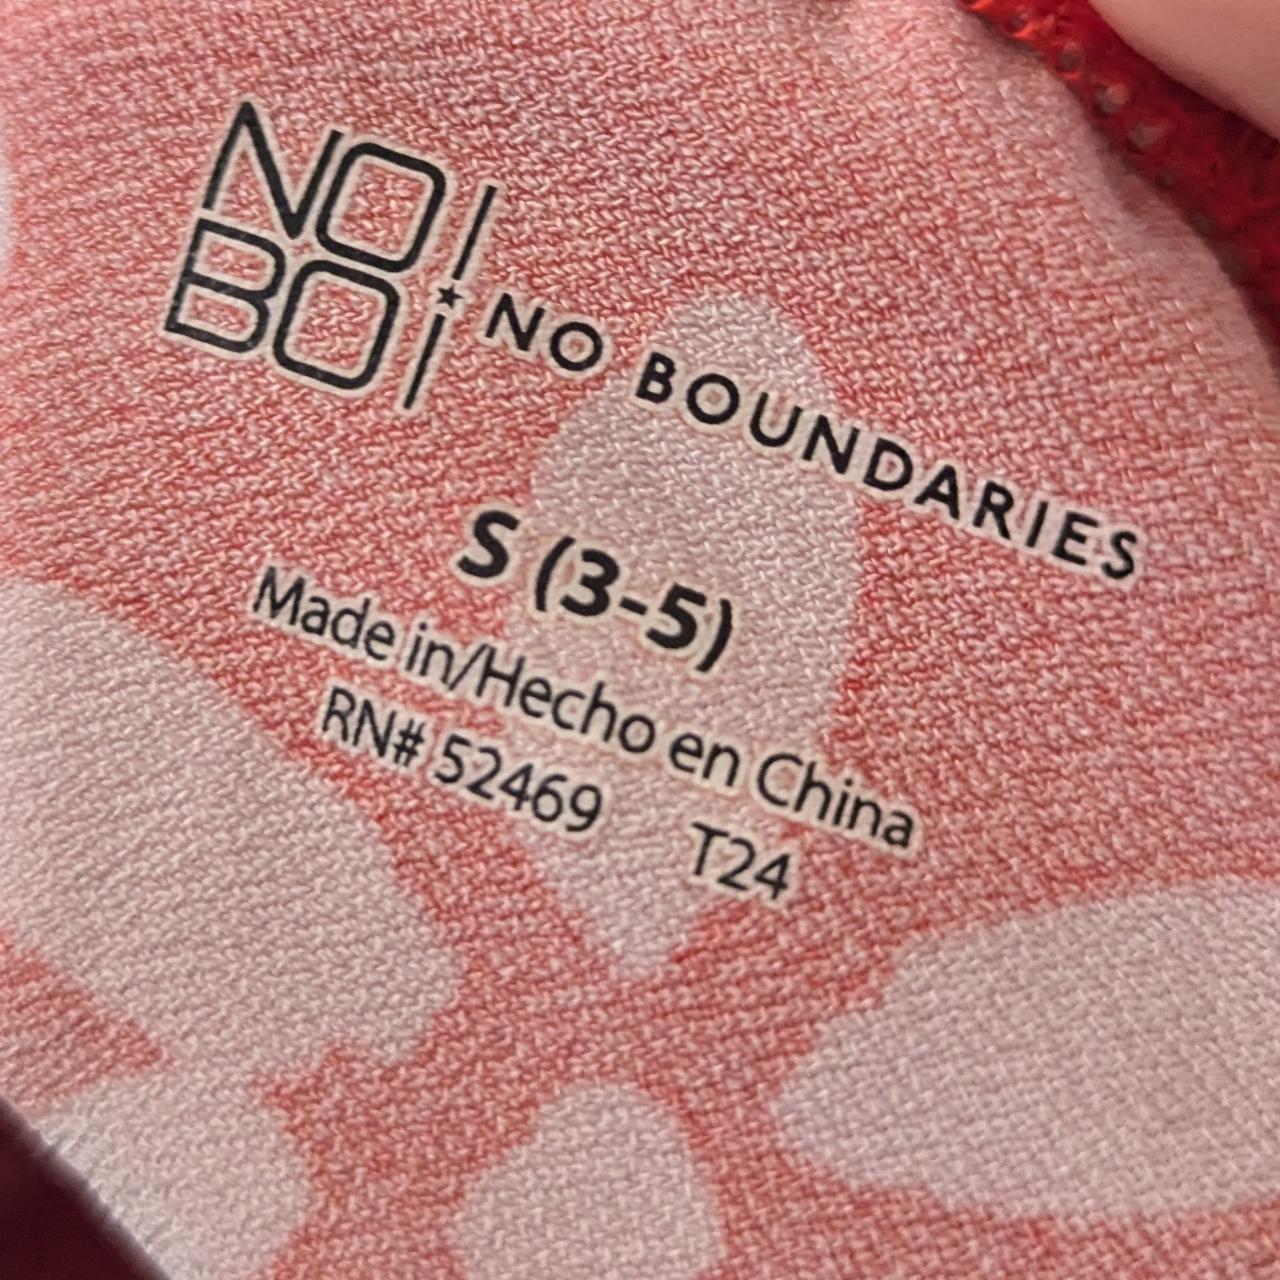 NO
BO
NO BOUNDARIES
S (3-5)
Made in/Hecho en China
RN# 52469 T24